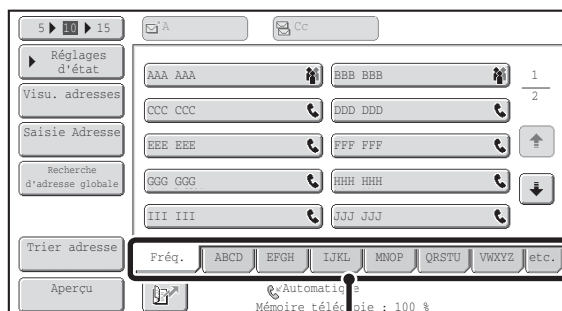 5 10 15
A
Cc
Réglages
d'état
Visu. adresses
Saisie Adresse
Recherche
d'adresse globale
Trier adresse
Aperçu
AAA AAA
BBB BBB
CCC CCC
DDD DDD
EEE EEE
FFF FFF
GGG GGG
HHH HHH
III III
JJJ JJJ
1
2
Fréq. ABCD EFGH IJKL MNOP QRSTU VWXYZ etc.
Automatique
Mémoire télécopie : 100 %